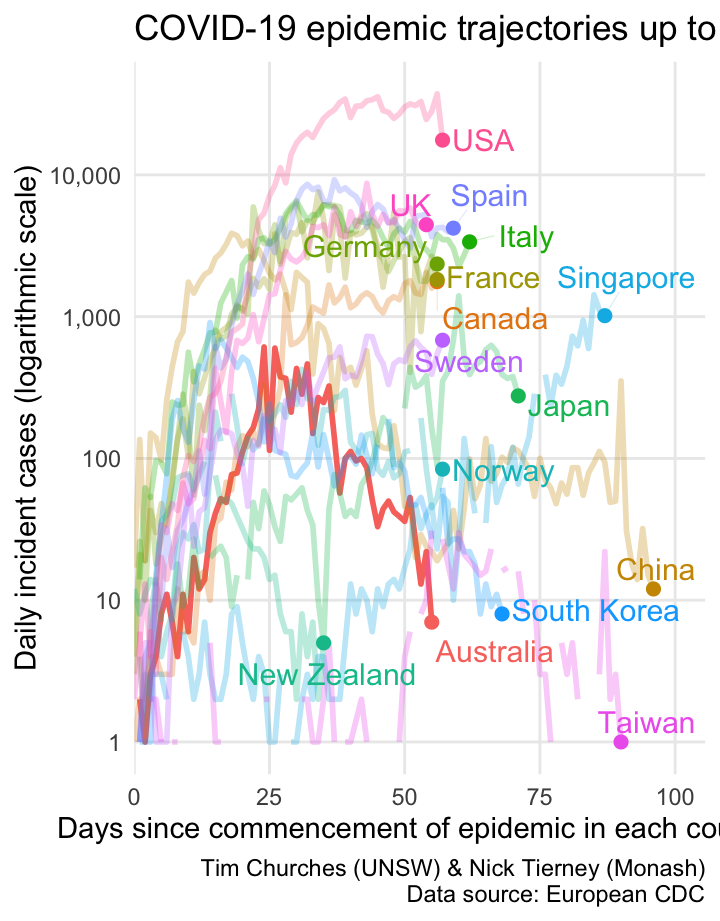 COVID-19 epidemic trajectories up to
Daily incident cases (logarithmic scale)
10,000
1,000
100
10
1
USA
Spain
UK
Italy
Germany
France
Singapore
Canada
Sweden
Japan
Norway
China
South Korea
Australia
New Zealand
Taiwan
0 25 50 75 100
Days since commencement of epidemic in each cou
Tim Churches (UNSW) & Nick Tierney (Monash)
Data source: European CDC